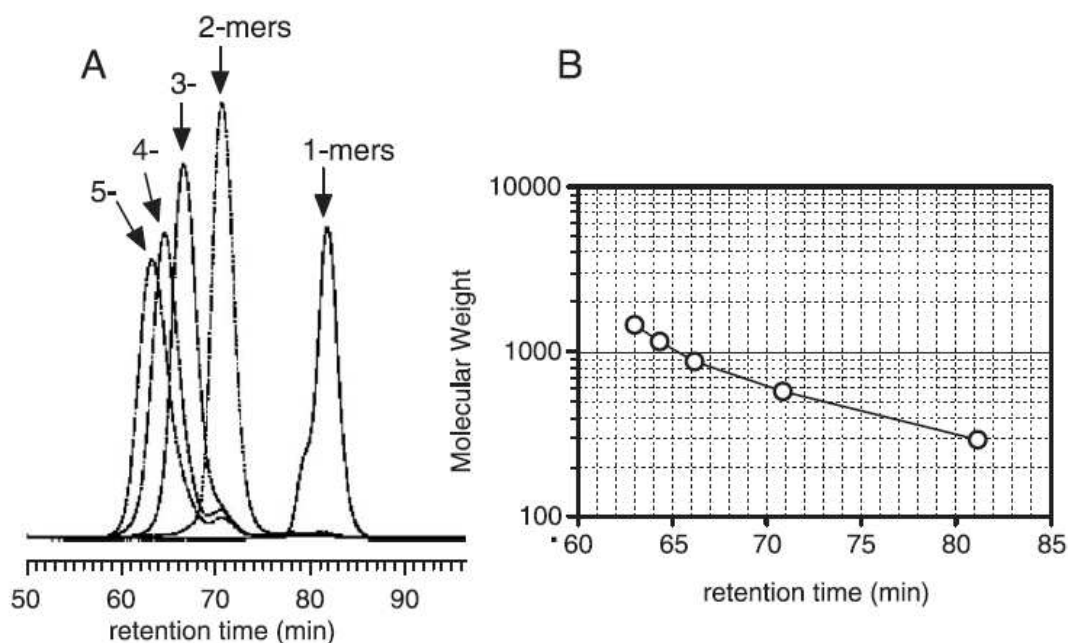 A
2-mers
3-
4-
5-
1-mers
50 60 70 80 90
retention time (min)
B
Molecular Weight
10000
1000
100
60 65 70 75 80 85
retention time (min)